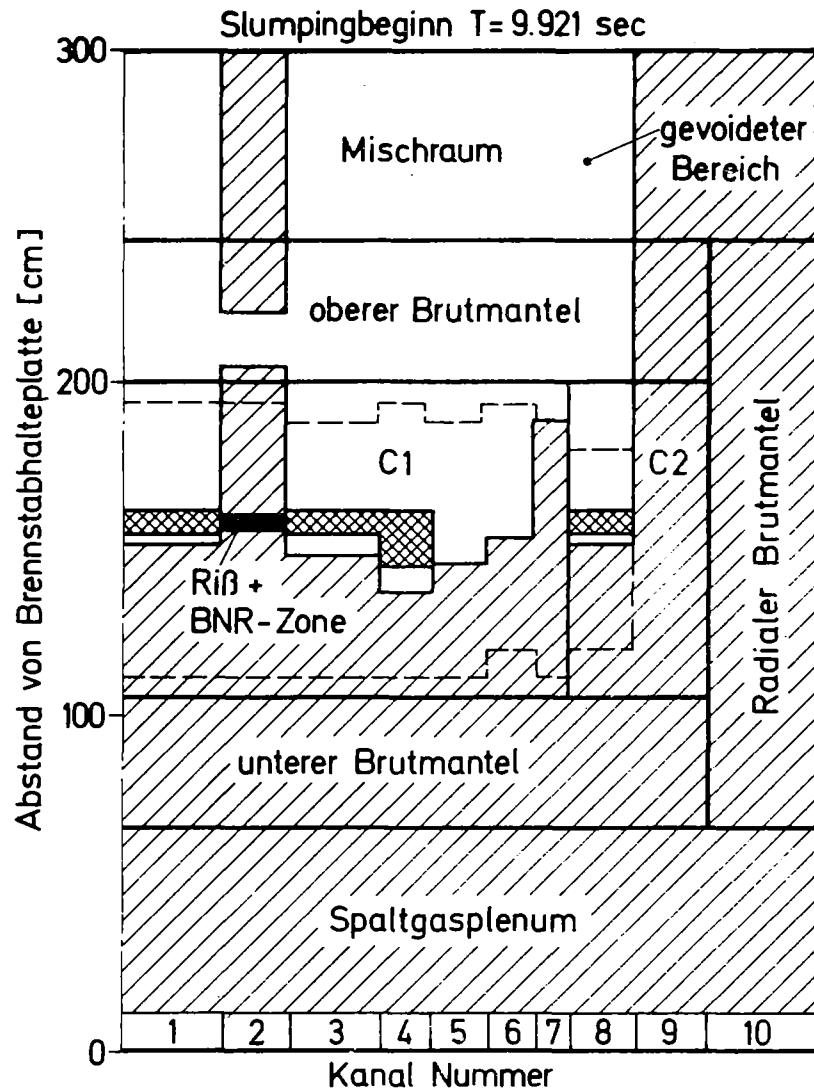 Slumpingbeginn T= 9.921 sec
300
Mischraum
gevoideter
Bereich
oberer Brutmantel
200
C1
C2
Riß +
BNR-Zone
Radialer Brutmantel
100
unterer Brutmantel
Spaltgasplenum
1 2 3 4 5 6 7 8 9 10
0
Kanal Nummer
Abstand von Brennstabhalteplatte [cm]